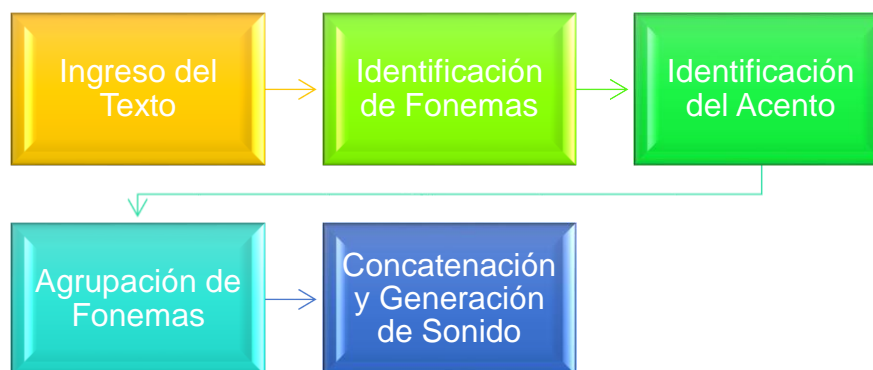 Ingreso del
Texto
Identificación
de Fonemas
Identificación
del Acento
Agrupación de
Fonemas
Concatenación
y Generación
de Sonido